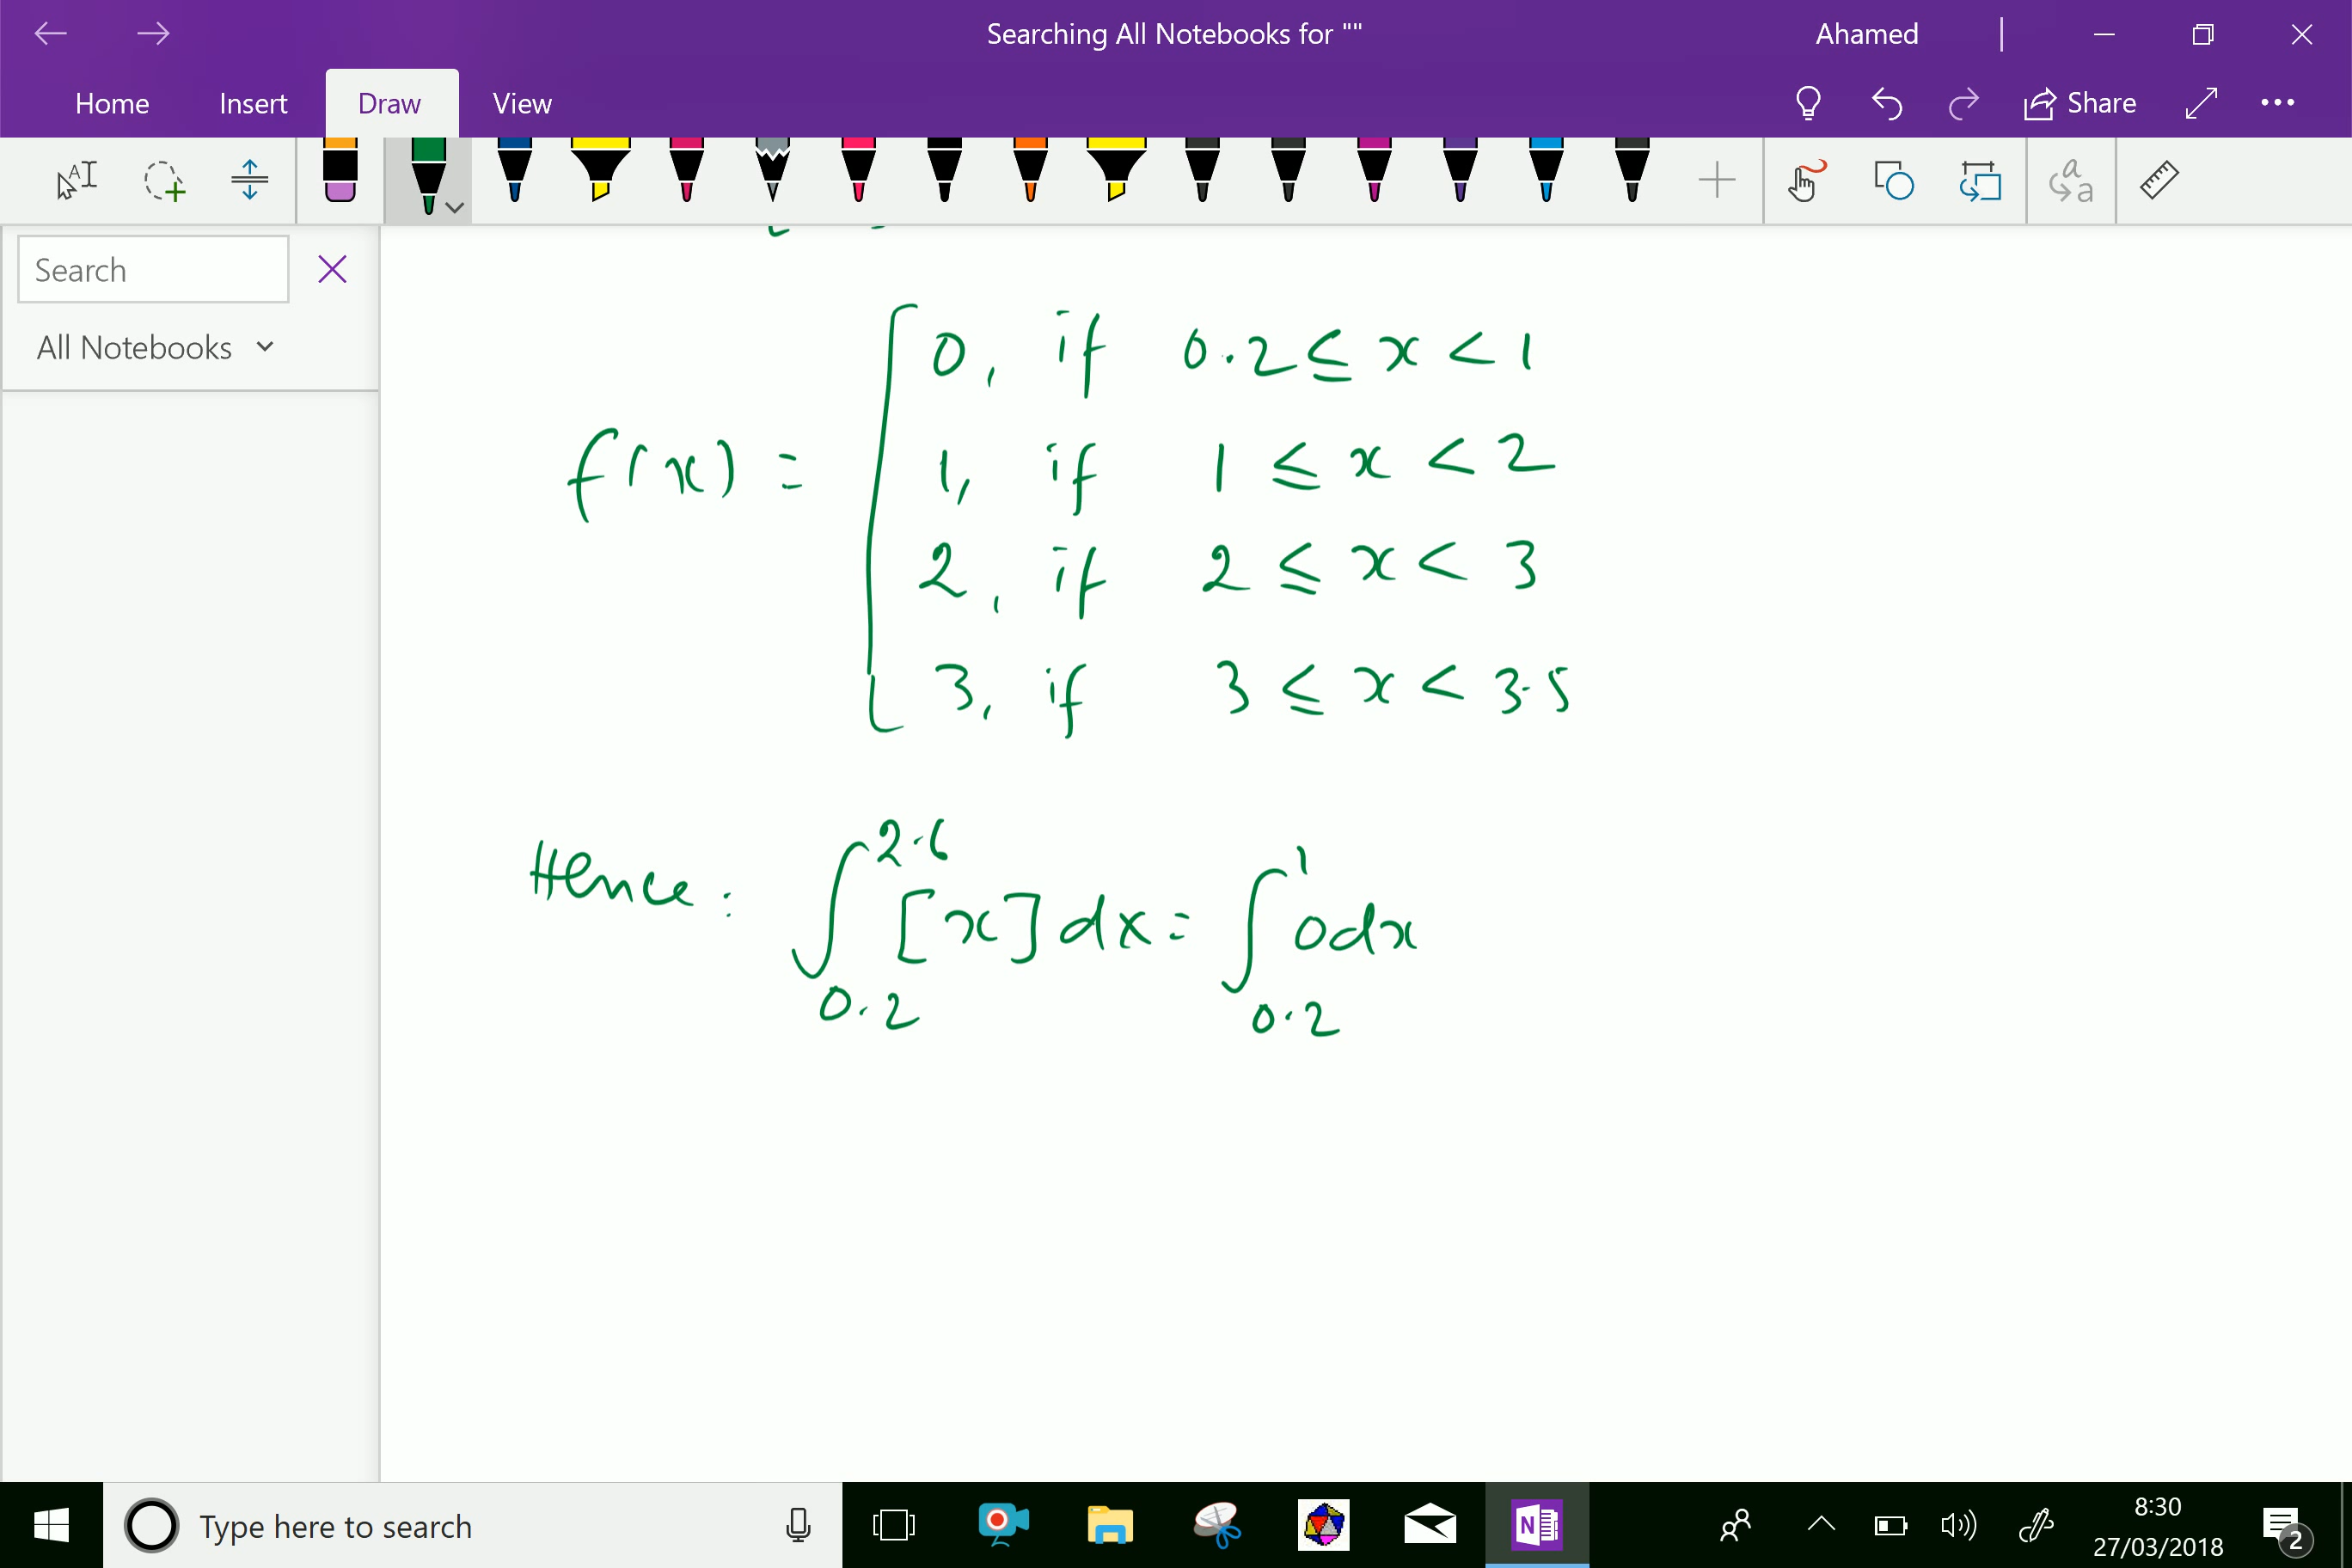 Searching All Notebooks for "" Ahamed
Home Insert Draw View Share
Search
All Notebooks
f(x) =
0, if 0.2 ≤ x < 1
1, if 1 ≤ x < 2
2, if 2 ≤ x < 3
3, if 3 ≤ x < 3.5
Hence: ∫_{0.2}^{2.6} [x] dx = ∫_{0.2}^{1} 0 dx
Type here to search
8:30
27/03/2018
2